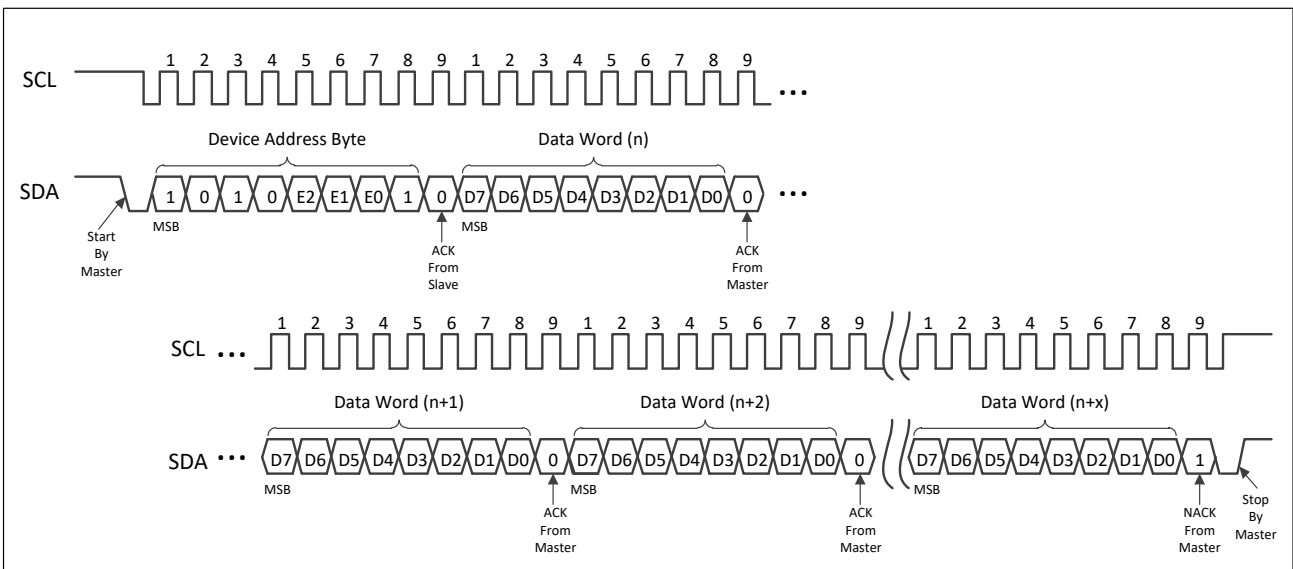 1 2 3 4 5 6 7 8 9 1 2 3 4 5 6 7 8 9
SCL ...
Device Address Byte Data Word (n)
SDA 1 0 1 0 E2 E1 E0 1 0 D7 D6 D5 D4 D3 D2 D1 D0 0 ...
MSB MSB
Start
By
Master
ACK
From
Slave
ACK
From
Master
1 2 3 4 5 6 7 8 9 1 2 3 4 5 6 7 8 9 1 2 3 4 5 6 7 8 9
SCL ...
Data Word (n+1) Data Word (n+2) Data Word (n+x)
SDA ... D7 D6 D5 D4 D3 D2 D1 D0 0 D7 D6 D5 D4 D3 D2 D1 D0 0 D7 D6 D5 D4 D3 D2 D1 D0 1
MSB MSB MSB
ACK
From
Master
ACK
From
Master
NACK
From
Master
Stop
By
Master